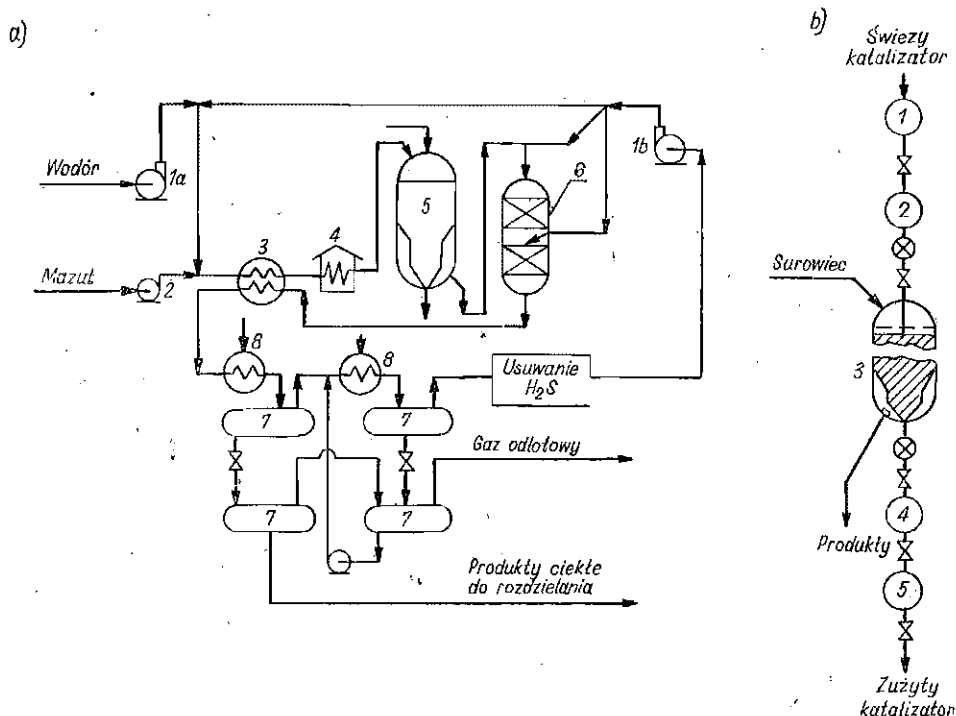 a)
b)
Świeży
katalizator
1
Wodór
1a
1b
3
4
5
6
2
Mazut
2
Surowiec
8
8
Usuwanie
H₂S
7
7
3
Gaz odlotowy
7
7
4
Produkty
Produkty ciekłe
do rozdzielania
5
Zużyty
katalizator